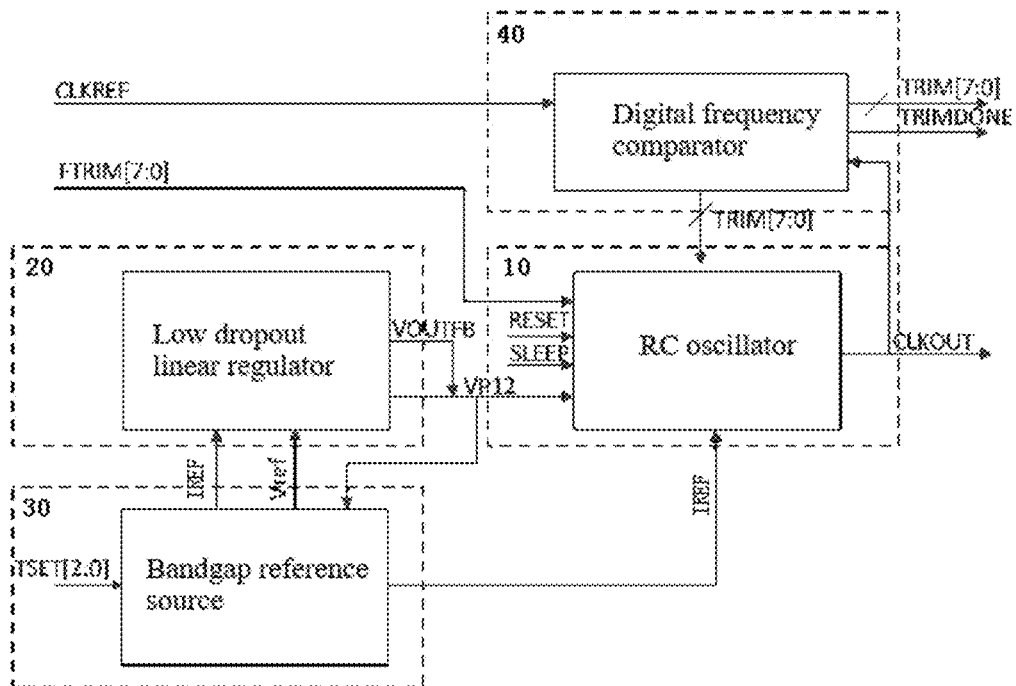 40
CLKREF
Digital frequency
comparator
TRIM[7:0]
TRIMDONE
FTRIM[7:0]
TRIM[7:0]
20
Low dropout
linear regulator
VOUTFB
VP12
10
RESET
SLEEP
RC oscillator
CLKOUT
IREF
Vref
IREF
30
TSET[2.0]
Bandgap reference
source